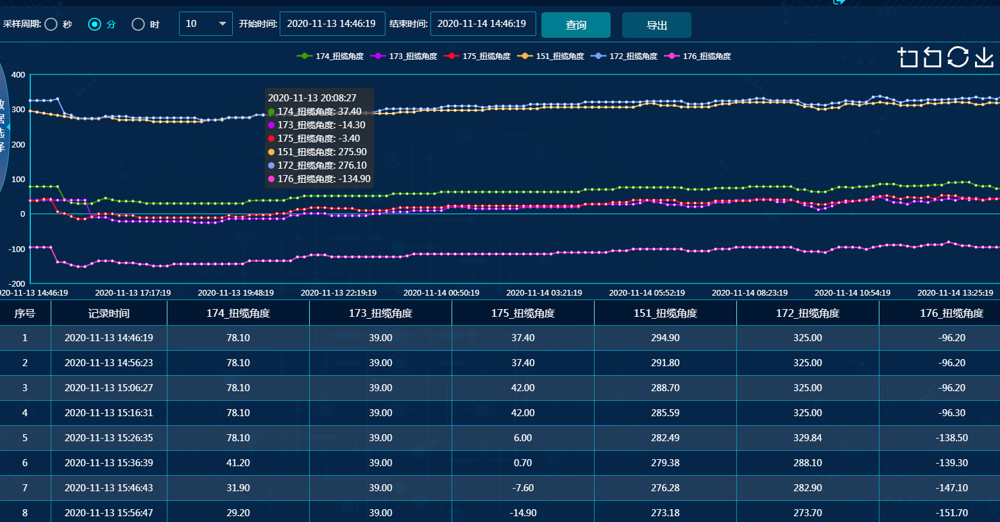 采样周期: 秒 分 时 10 开始时间: 2020-11-13 14:46:19 结束时间: 2020-11-14 14:46:19 查询 导出
174_扭缆角度 173_扭缆角度 175_扭缆角度 151_扭缆角度 172_扭缆角度 176_扭缆角度
数据选择
400
300
200
100
0
-100
-200
2020-11-13 20:08:27
174_扭缆角度: 37.40
173_扭缆角度: -14.30
175_扭缆角度: -3.40
151_扭缆角度: 275.90
172_扭缆角度: 276.10
176_扭缆角度: -134.90
020-11-13 14:46:19 2020-11-13 17:17:19 2020-11-13 19:48:19 2020-11-13 22:19:19 2020-11-14 00:50:19 2020-11-14 03:21:19 2020-11-14 05:52:19 2020-11-14 08:23:19 2020-11-14 10:54:19 2020-11-14 13:25:19
序号 记录时间 174_扭缆角度 173_扭缆角度 175_扭缆角度 151_扭缆角度 172_扭缆角度 176_扭缆角度
1 2020-11-13 14:46:19 78.10 39.00 37.40 294.90 325.00 -96.20
2 2020-11-13 14:56:23 78.10 39.00 37.40 291.80 325.00 -96.20
3 2020-11-13 15:06:27 78.10 39.00 42.00 288.70 325.00 -96.20
4 2020-11-13 15:16:31 78.10 39.00 42.00 285.59 325.00 -96.30
5 2020-11-13 15:26:35 78.10 39.00 6.00 282.49 329.84 -138.50
6 2020-11-13 15:36:39 41.20 39.00 0.70 279.38 288.10 -139.30
7 2020-11-13 15:46:43 31.90 39.00 -7.60 276.28 282.90 -147.10
8 2020-11-13 15:56:47 29.20 39.00 -14.90 273.18 273.70 -151.70